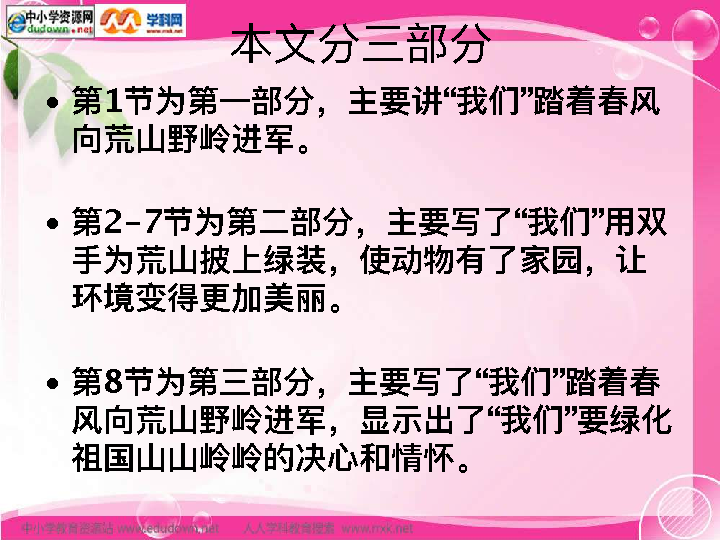 中小学资源网
edudown.net
学科网
www.nxk.net
本文分三部分
• 第1节为第一部分，主要讲“我们”踏着春风
向荒山野岭进军。
• 第2-7节为第二部分，主要写了“我们”用双
手为荒山披上绿装，使动物有了家园，让
环境变得更加美丽。
• 第8节为第三部分，主要写了“我们”踏着春
风向荒山野岭进军，显示出了“我们”要绿化
祖国山山岭岭的决心和情怀。
中小学教育资源站 www.edudown.net 人人学科教育搜索 www.nxk.net